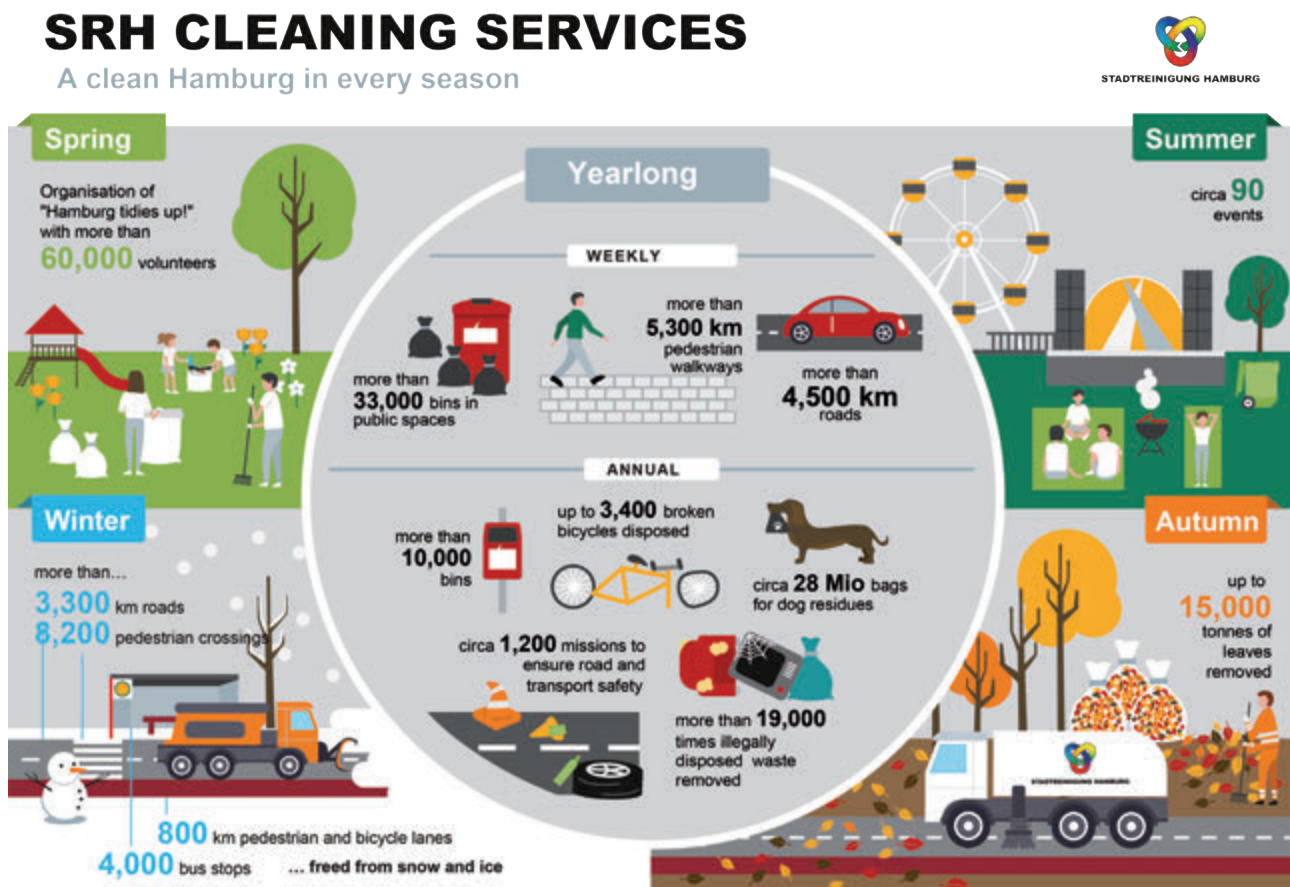 SRH CLEANING SERVICES
A clean Hamburg in every season
STADTREINIGUNG HAMBURG
Spring
Organisation of
"Hamburg tidies up!"
with more than
60,000 volunteers
Yearlong
WEEKLY
more than
33,000 bins in
public spaces
more than
5,300 km
pedestrian
walkways
more than
4,500 km
roads
ANNUAL
more than
10,000
bins
up to 3,400 broken
bicycles disposed
circa 28 Mio bags
for dog residues
circa 1,200 missions to
ensure road and
transport safety
more than 19,000
times illegally
disposed waste
removed
Summer
circa 90
events
Winter
more than...
3,300 km roads
8,200 pedestrian crossings
800 km pedestrian and bicycle lanes
4,000 bus stops
... freed from snow and ice
Autumn
up to
15,000
tonnes of
leaves
removed
STADTREINIGUNG HAMBURG